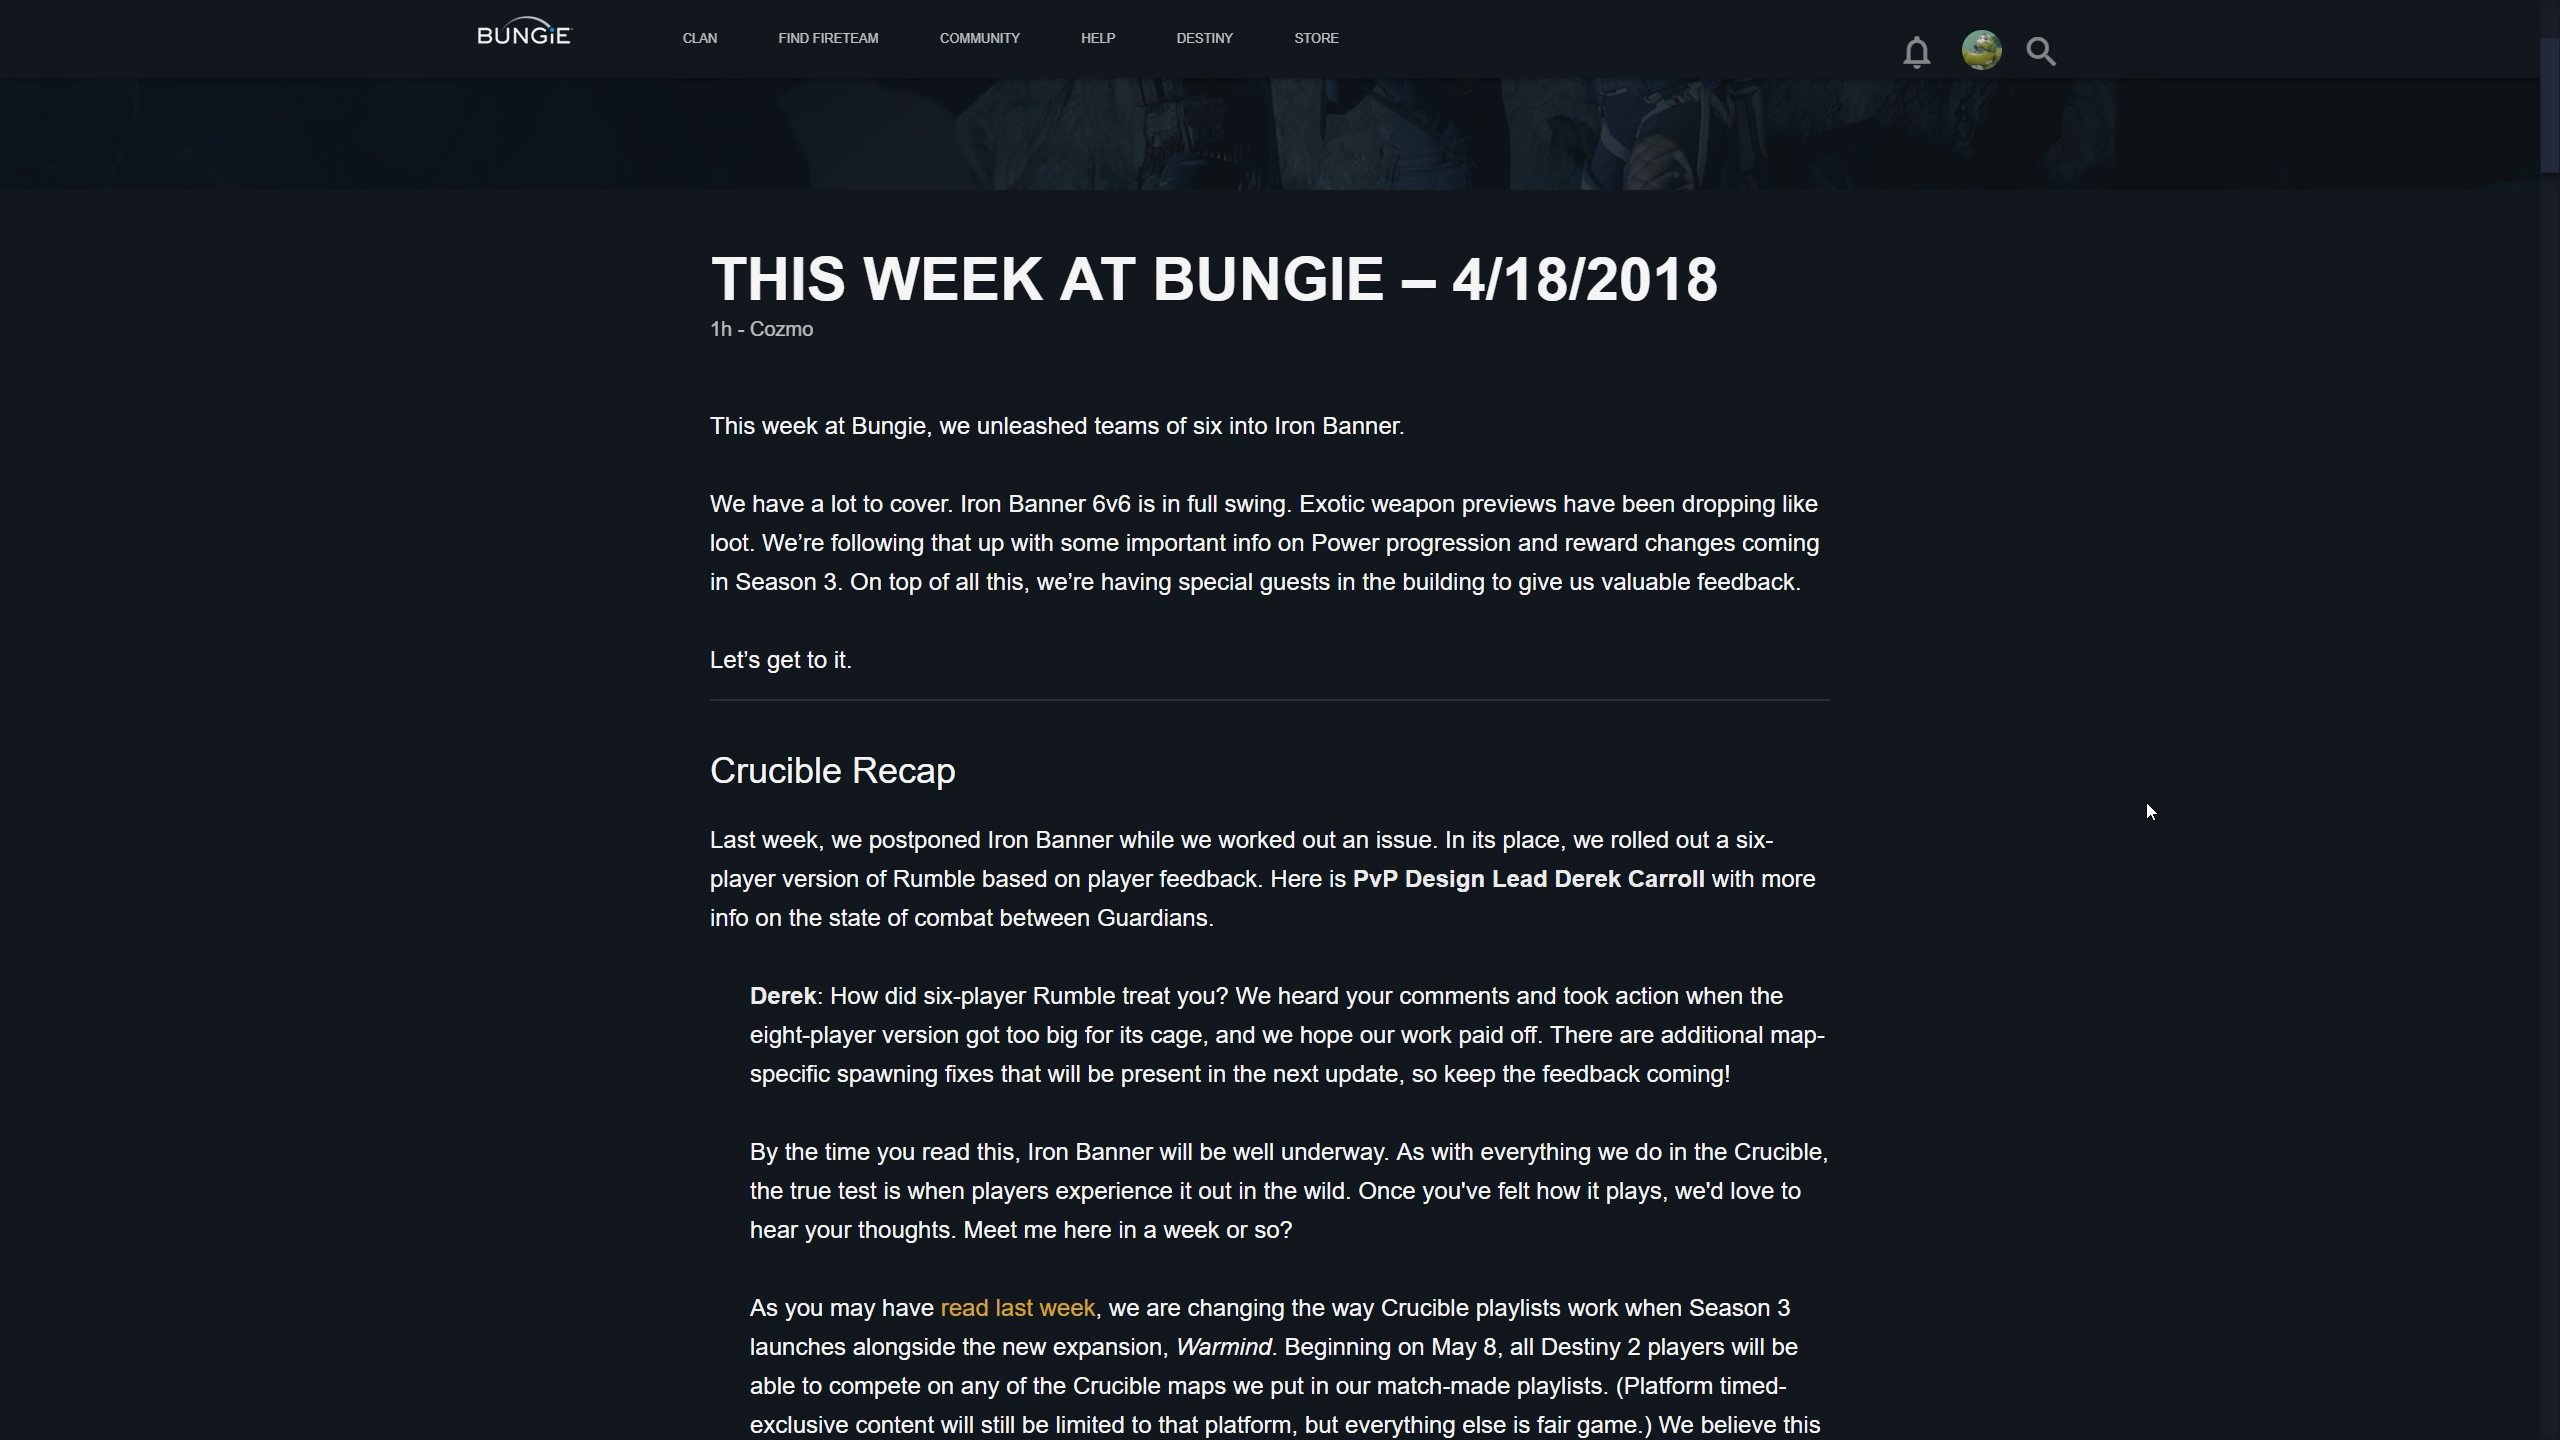 BUNGiE
CLAN FIND FIRETEAM COMMUNITY HELP DESTINY STORE
THIS WEEK AT BUNGIE – 4/18/2018
1h - Cozmo
This week at Bungie, we unleashed teams of six into Iron Banner.
We have a lot to cover. Iron Banner 6v6 is in full swing. Exotic weapon previews have been dropping like
loot. We’re following that up with some important info on Power progression and reward changes coming
in Season 3. On top of all this, we’re having special guests in the building to give us valuable feedback.
Let’s get to it.
Crucible Recap
Last week, we postponed Iron Banner while we worked out an issue. In its place, we rolled out a six-
player version of Rumble based on player feedback. Here is PvP Design Lead Derek Carroll with more
info on the state of combat between Guardians.
Derek: How did six-player Rumble treat you? We heard your comments and took action when the
eight-player version got too big for its cage, and we hope our work paid off. There are additional map-
specific spawning fixes that will be present in the next update, so keep the feedback coming!
By the time you read this, Iron Banner will be well underway. As with everything we do in the Crucible,
the true test is when players experience it out in the wild. Once you've felt how it plays, we'd love to
hear your thoughts. Meet me here in a week or so?
As you may have read last week, we are changing the way Crucible playlists work when Season 3
launches alongside the new expansion, Warmind. Beginning on May 8, all Destiny 2 players will be
able to compete on any of the Crucible maps we put in our match-made playlists. (Platform timed-
exclusive content will still be limited to that platform, but everything else is fair game.) We believe this